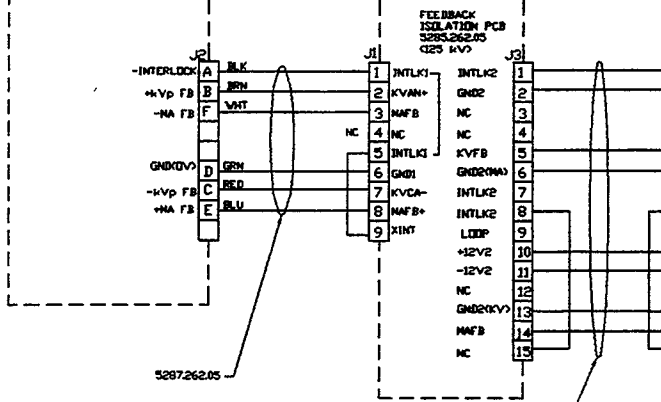 FEEDBACK
ISOLATION PCB
5285.262.05
(125 kV)
J2
J1
J3
-INTERLOCK A BLK
+kVp FB B BRN
-MA FB F WHT
GND(0V) D GRN
-kVp FB C RED
+MA FB E BLU
1 INTLK1
2 KVAN+
3 MAFB
NC 4 NC
5 INTLK1
6 GND1
7 KVCA-
8 MAFB+
9 XINT
INTLK2 1
GND2 2
NC 3
NC 4
KVFB 5
GND2(MA) 6
INTLK2 7
INTLK2 8
LOOP 9
+12V2 10
-12V2 11
NC 12
GND2(KV) 13
MAFB 14
NC 15
5287.262.05